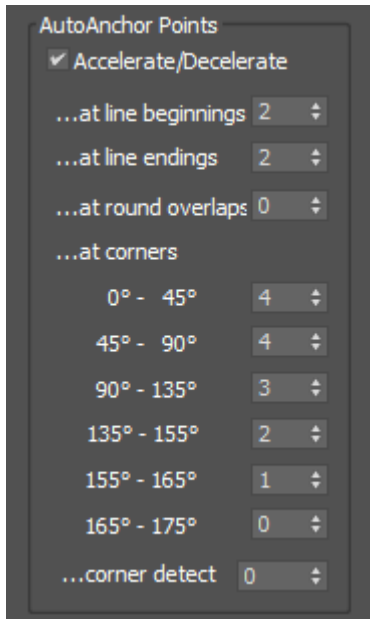 AutoAnchor Points
Accelerate/Decelerate
...at line beginnings 2
...at line endings 2
...at round overlaps 0
...at corners
0° - 45° 4
45° - 90° 4
90° - 135° 3
135° - 155° 2
155° - 165° 1
165° - 175° 0
...corner detect 0